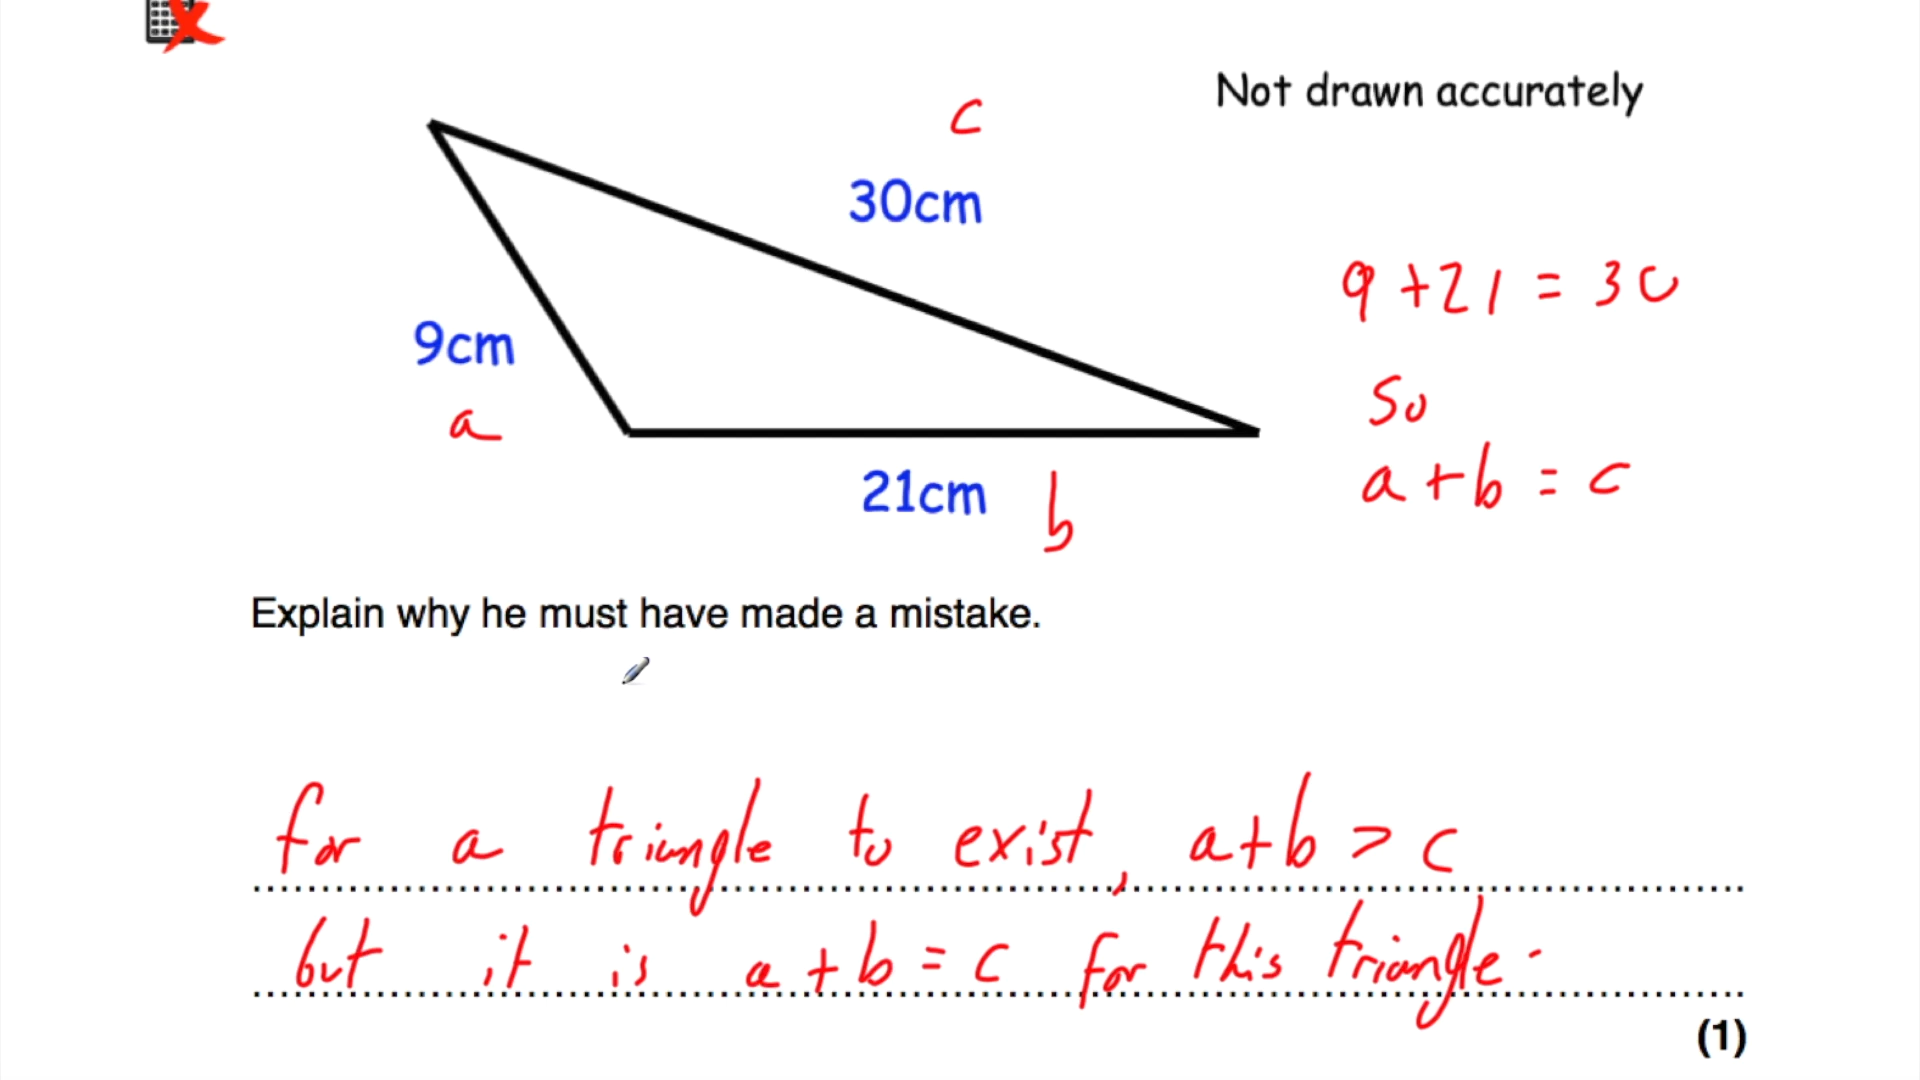 Not drawn accurately
c
30cm
9 + 21 = 30
9cm
so
a
a + b = c
21cm b
Explain why he must have made a mistake.
for a triangle to exist, a+b > c
but it is a + b = c for this triangle.
(1)